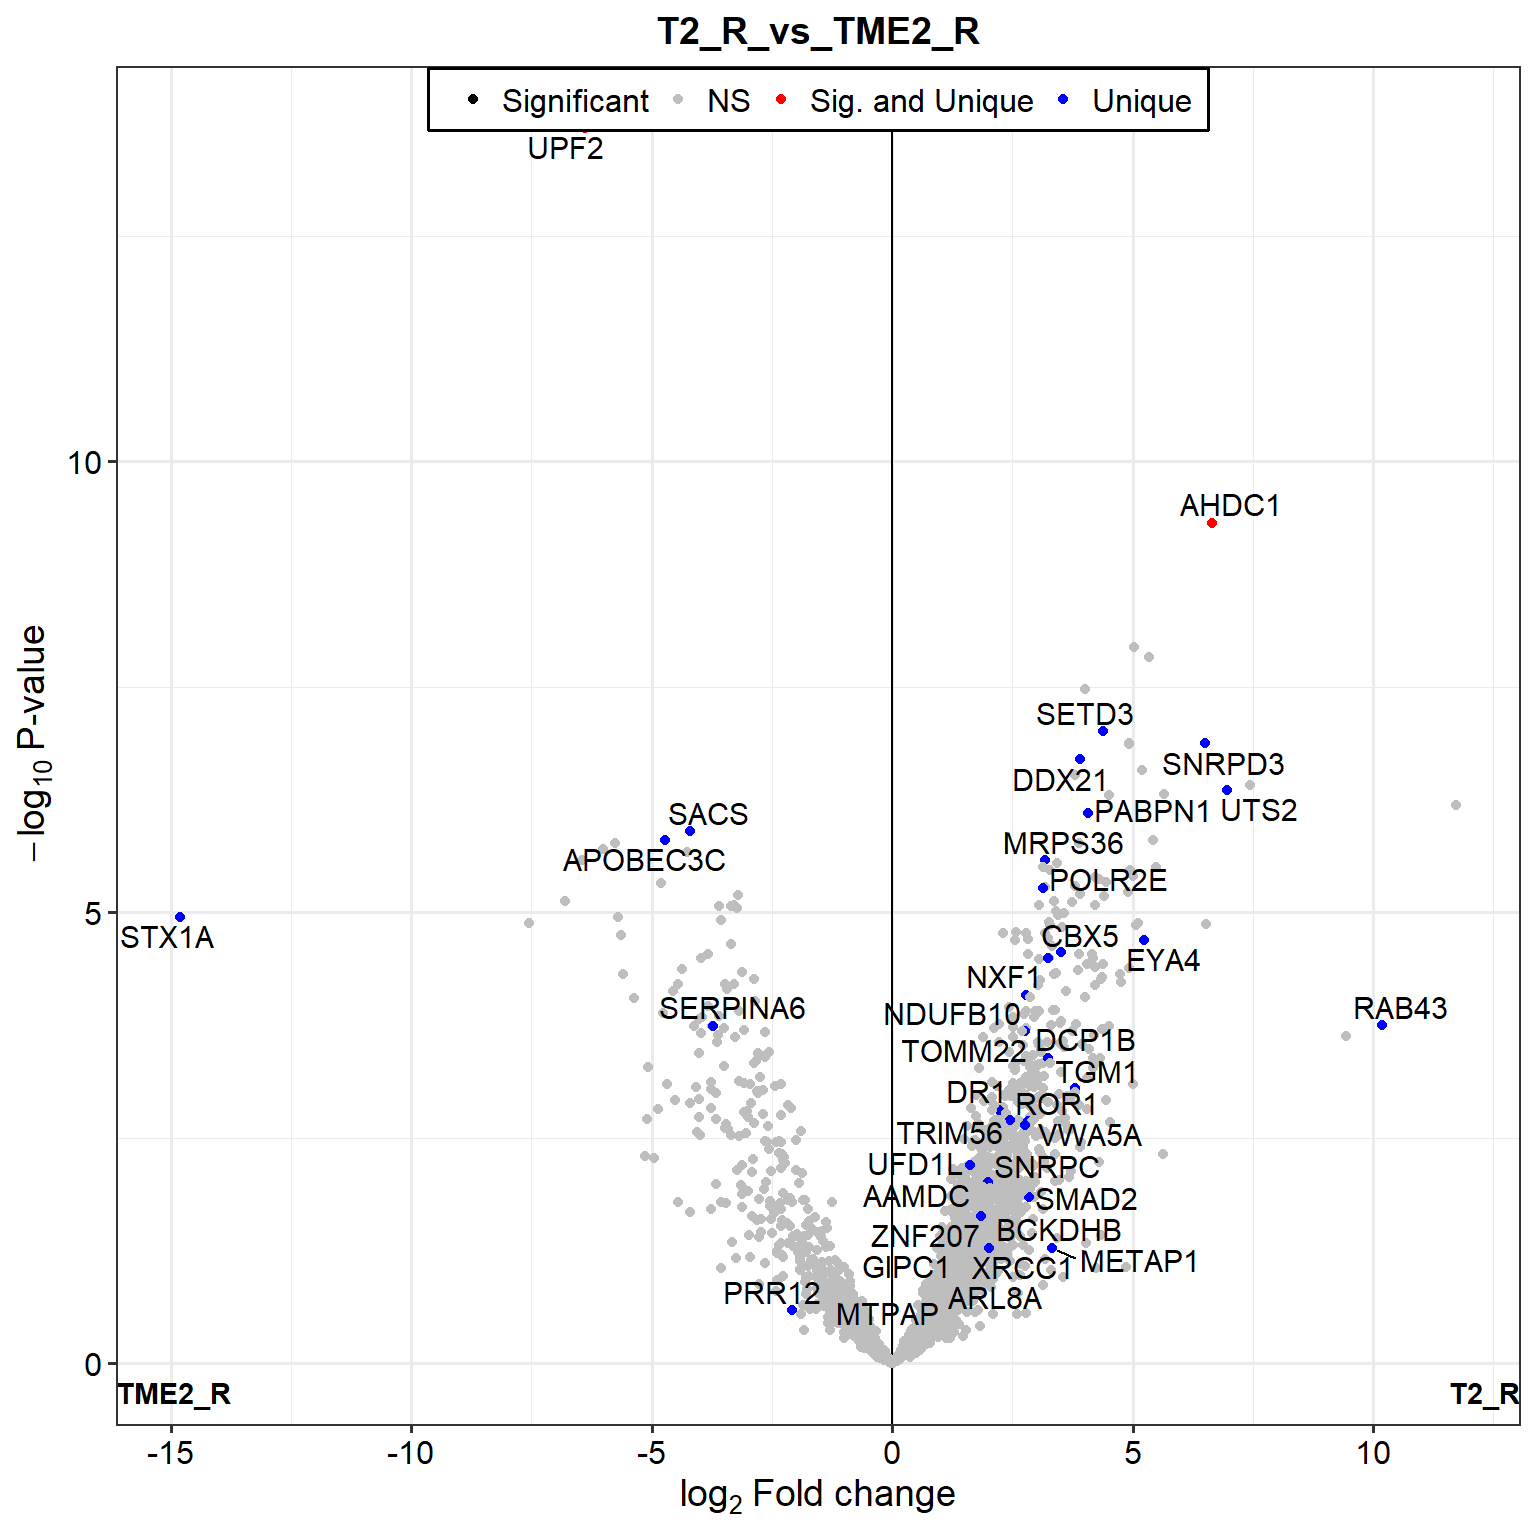 T2_R_vs_TME2_R
Significant NS Sig. and Unique Unique
UPF2
10
AHDC1
SETD3
SNRPD3
DDX21
PABPN1 UTS2
SACS
MRPS36
APOBEC3C
POLR2E
5
STX1A
CBX5
EYA4
NXF1
SERPINA6
RAB43
NDUFB10
DCP1B
TOMM22
TGM1
DR1
ROR1
TRIM56
VWA5A
UFD1L
SNRPC
AAMDC
SMAD2
ZNF207
BCKDHB
GIPC1
XRCC1
METAP1
PRR12
ARL8A
MTPAP
0
TME2_R
T2_R
-15 -10 -5 0 5 10
log2 Fold change
−log10 P-value